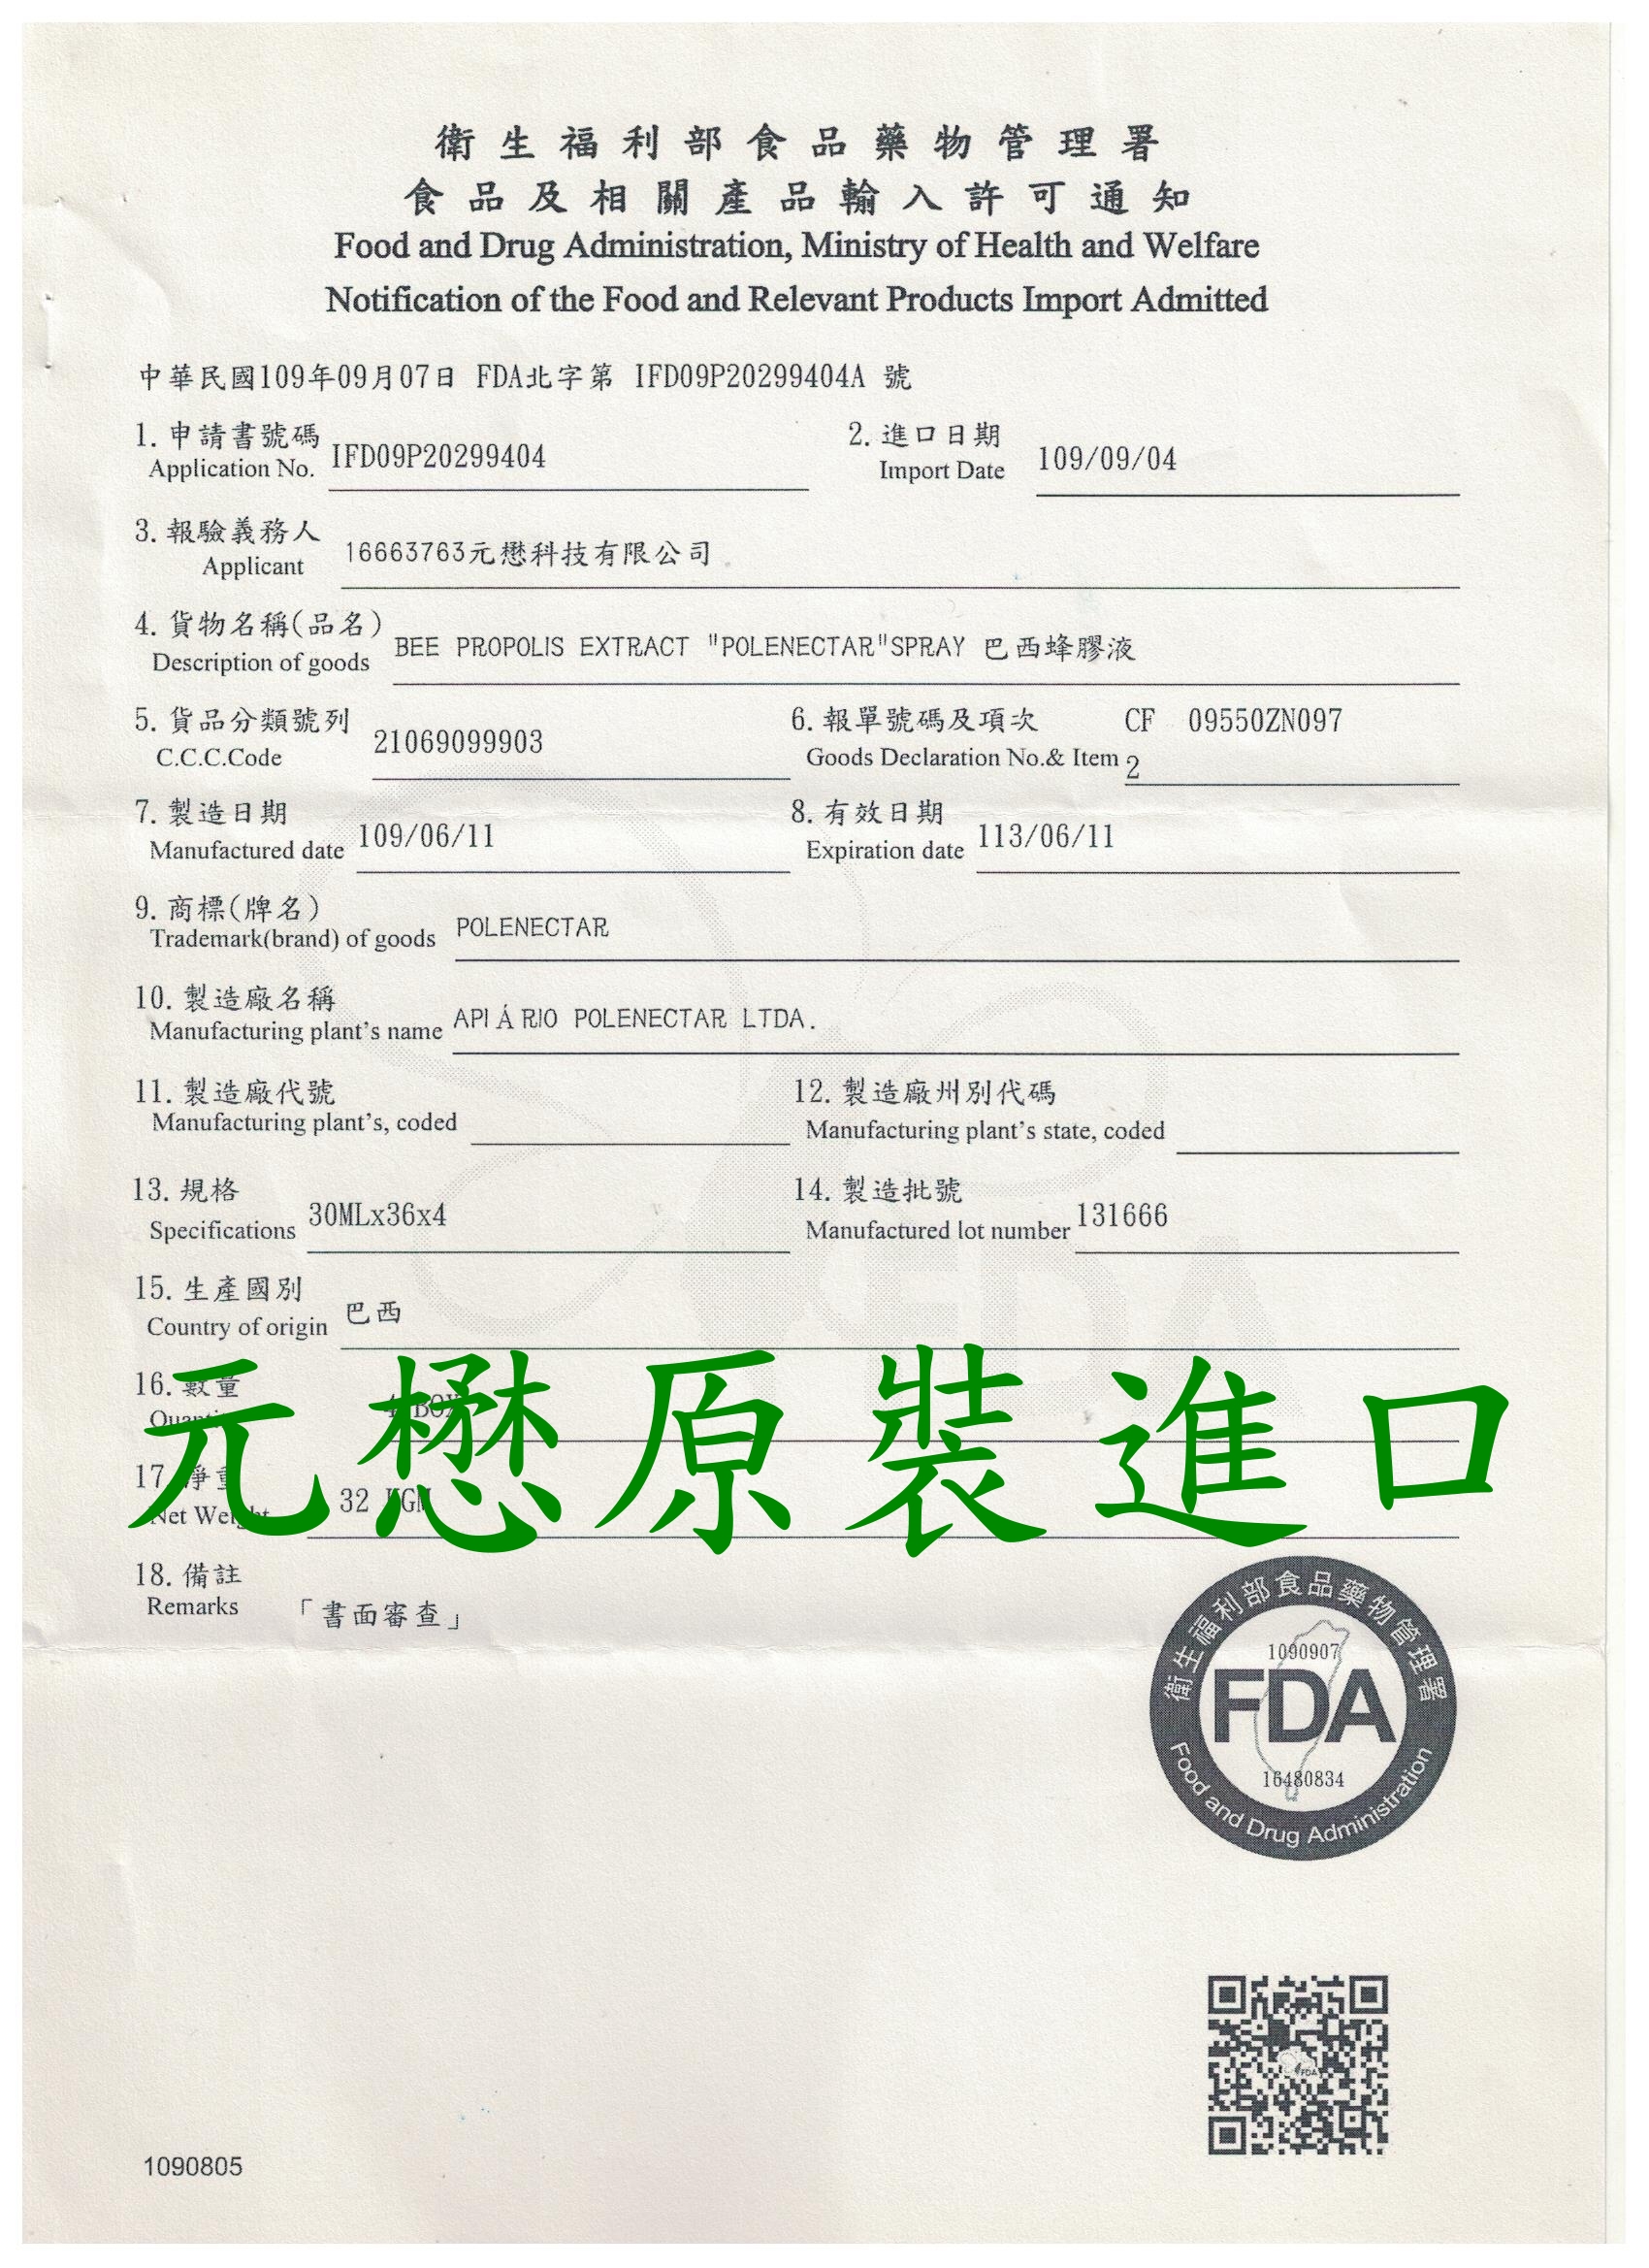 衛生福利部食品藥物管理署
食品及相關產品輸入許可通知
Food and Drug Administration, Ministry of Health and Welfare
Notification of the Food and Relevant Products Import Admitted
中華民國109年09月07日 FDA北字第 IFD09P20299404A 號
1. 申請書號碼 2. 進口日期
Application No. IFD09P20299404 Import Date 109/09/04
3. 報驗義務人
Applicant 16663763元懋科技有限公司
4. 貨物名稱(品名)
Description of goods BEE PROPOLIS EXTRACT "POLENECTAR"SPRAY 巴西蜂膠液
5. 貨品分類號列 6. 報單號碼及項次 CF 09550ZN097
C.C.C.Code 21069099903 Goods Declaration No.& Item 2
7. 製造日期 8. 有效日期
Manufactured date 109/06/11 Expiration date 113/06/11
9. 商標(牌名)
Trademark(brand) of goods POLENECTAR
10. 製造廠名稱
Manufacturing plant's name APIÁRIO POLENECTAR LTDA.
11. 製造廠代號 12. 製造廠州別代碼
Manufacturing plant's, coded Manufacturing plant's state, coded
13. 規格 14. 製造批號
Specifications 30MLx36x4 Manufactured lot number 131666
15. 生產國別
Country of origin 巴西
16. 數量
4 BOX
元懋原裝進口
17. 淨重
Net Weight 32 KGM
18. 備註
Remarks 「書面審查」
衛生福利部食品藥物管理署
1090907
FDA
16480834
Food and Drug Administration
FDA
1090805